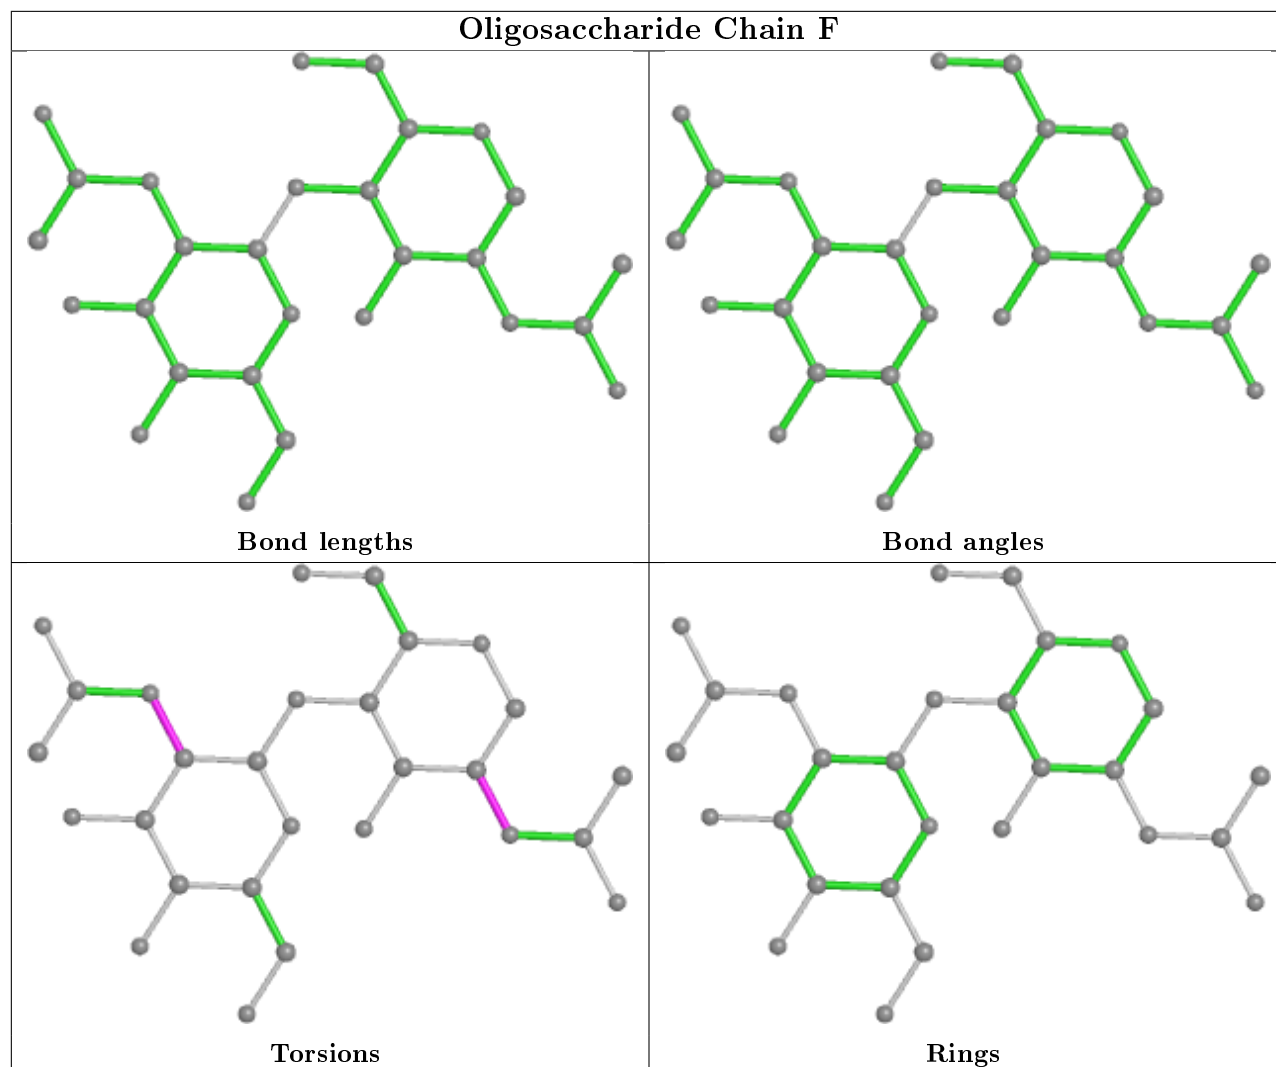 Oligosaccharide Chain F
Bond lengths
Bond angles
Torsions
Rings